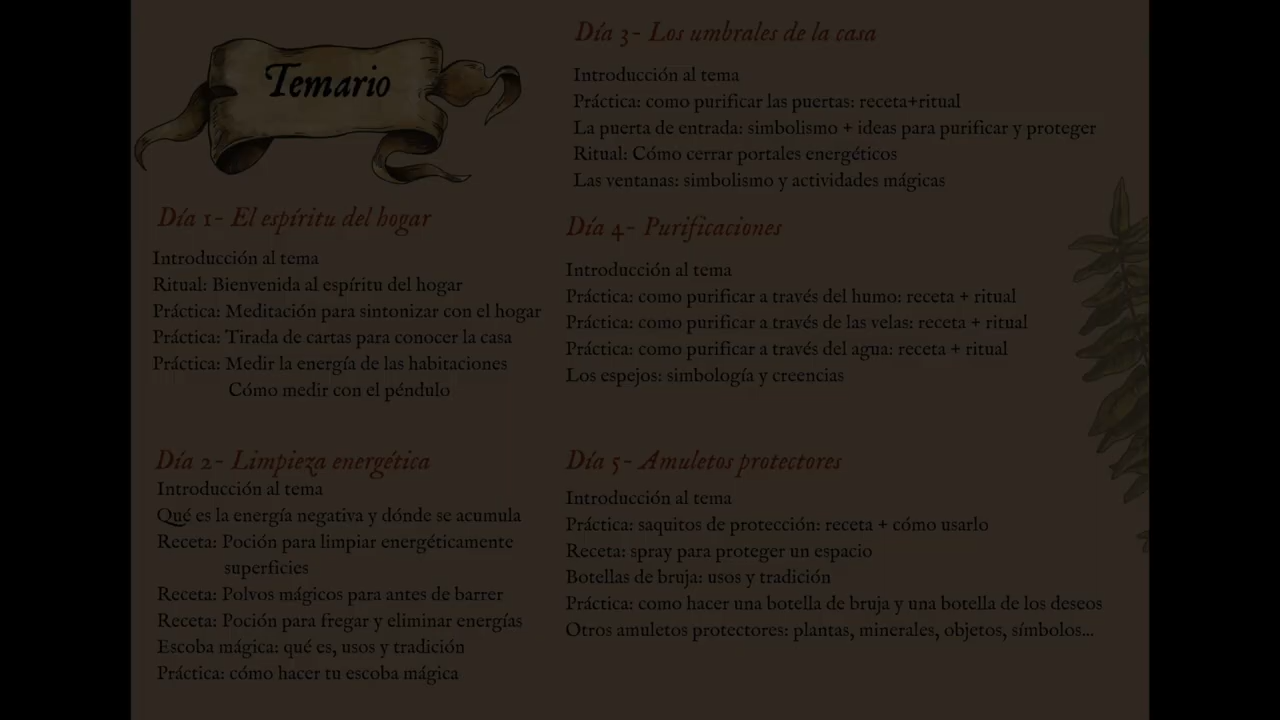 Temario
Día 1- El espíritu del hogar
Introducción al tema
Ritual: Bienvenida al espíritu del hogar
Práctica: Meditación para sintonizar con el hogar
Práctica: Tirada de cartas para conocer la casa
Práctica: Medir la energía de las habitaciones
Cómo medir con el péndulo
Día 2- Limpieza energética
Introducción al tema
Qué es la energía negativa y dónde se acumula
Receta: Poción para limpiar energéticamente
superficies
Receta: Polvos mágicos para antes de barrer
Receta: Poción para fregar y eliminar energías
Escoba mágica: qué es, usos y tradición
Práctica: cómo hacer tu escoba mágica
Día 3- Los umbrales de la casa
Introducción al tema
Práctica: como purificar las puertas: receta+ritual
La puerta de entrada: simbolismo + ideas para purificar y proteger
Ritual: Cómo cerrar portales energéticos
Las ventanas: simbolismo y actividades mágicas
Día 4- Purificaciones
Introducción al tema
Práctica: como purificar a través del humo: receta + ritual
Práctica: como purificar a través de las velas: receta + ritual
Práctica: como purificar a través del agua: receta + ritual
Los espejos: simbología y creencias
Día 5- Amuletos protectores
Introducción al tema
Práctica: saquitos de protección: receta + cómo usarlo
Receta: spray para proteger un espacio
Botellas de bruja: usos y tradición
Práctica: como hacer una botella de bruja y una botella de los deseos
Otros amuletos protectores: plantas, minerales, objetos, símbolos...